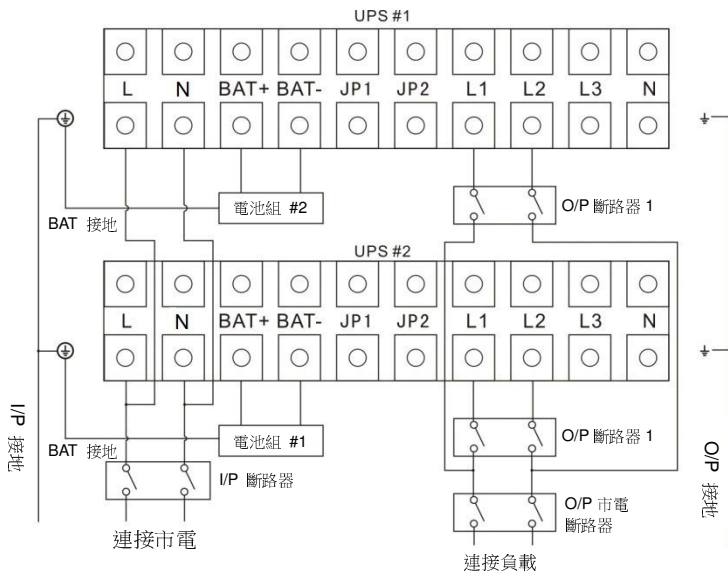 UPS #1
L N BAT+ BAT- JP1 JP2 L1 L2 L3 N
電池組 #2
BAT 接地
O/P 斷路器 1
UPS #2
L N BAT+ BAT- JP1 JP2 L1 L2 L3 N
電池組 #1
BAT 接地
O/P 斷路器 1
I/P 斷路器
O/P 市電
斷路器
I/P 接地
O/P 接地
連接市電
連接負載